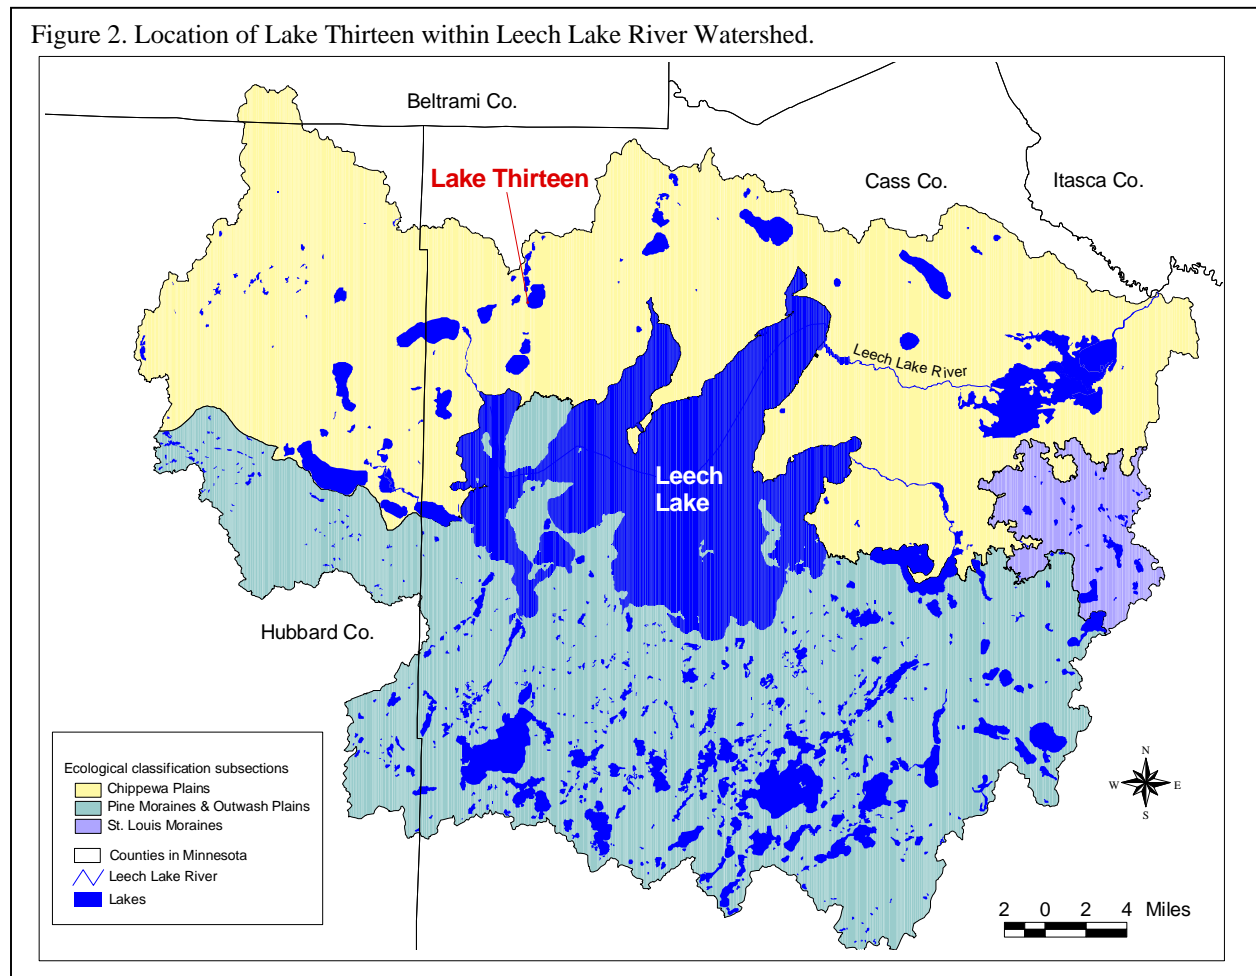 Figure 2. Location of Lake Thirteen within Leech Lake River Watershed.
Beltrami Co.
Lake Thirteen
Cass Co.
Itasca Co.
Leech Lake River
Leech
Lake
Hubbard Co.
Ecological classification subsections
Chippewa Plains
Pine Moraines & Outwash Plains
St. Louis Moraines
Counties in Minnesota
Leech Lake River
Lakes
N
W E
S
2 0 2 4 Miles